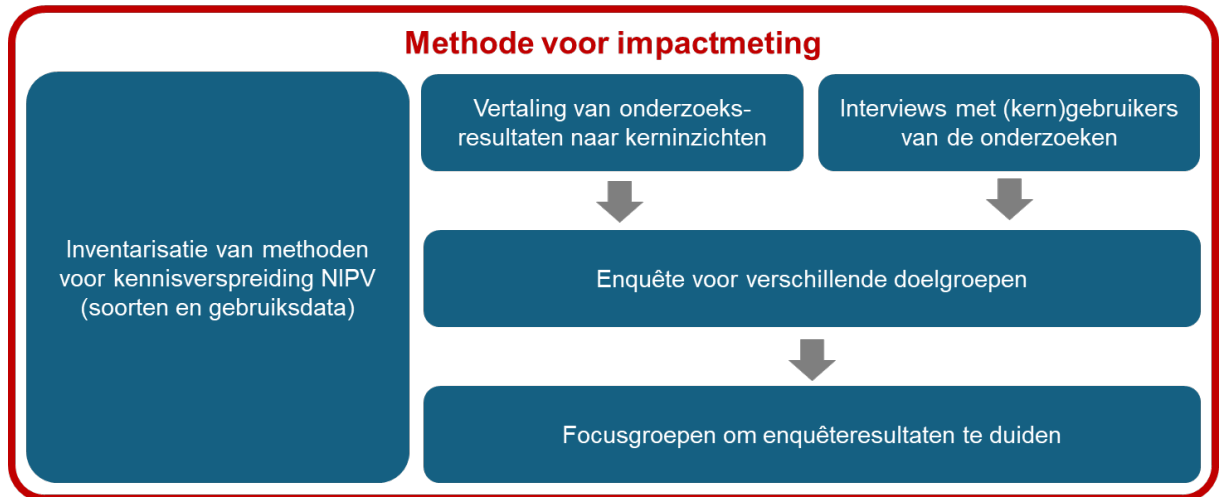 Methode voor impactmeting
Inventarisatie van methoden
voor kennisverspreiding NIPV
(soorten en gebruiksdata)
Vertaling van onderzoeks-
resultaten naar kerninzichten
Interviews met (kern)gebruikers
van de onderzoeken
Enquête voor verschillende doelgroepen
Focusgroepen om enquêteresultaten te duiden